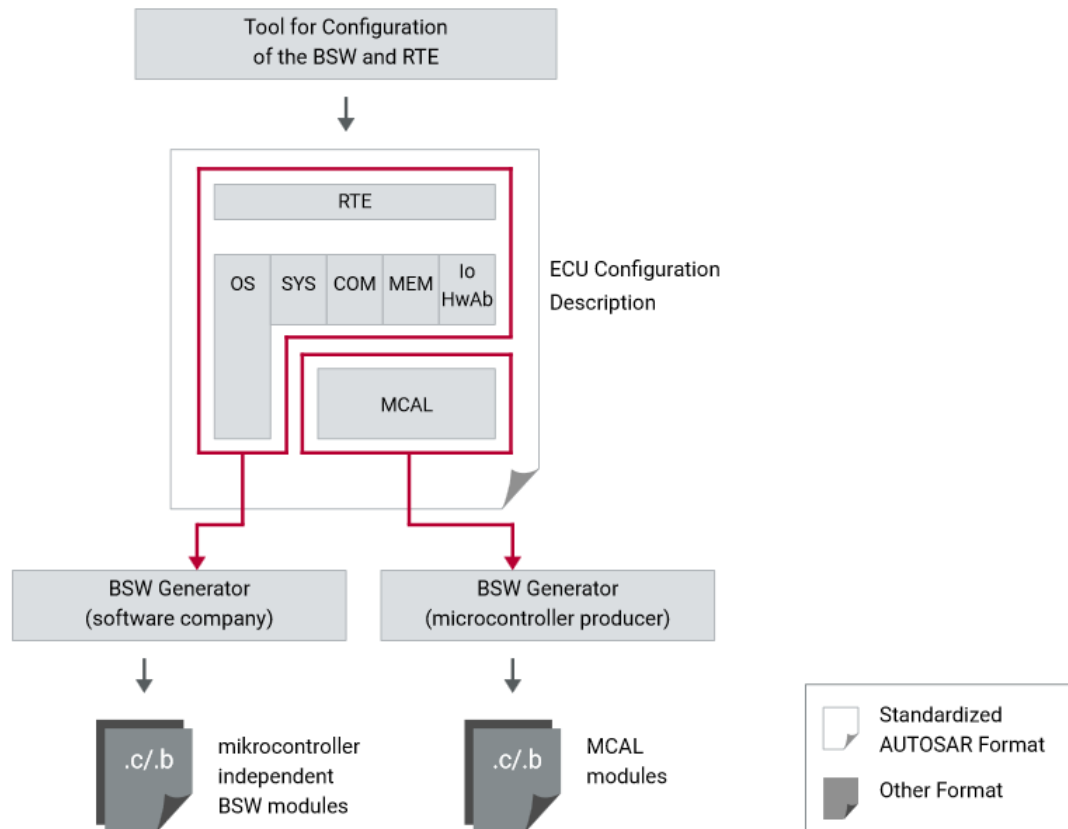 Tool for Configuration
of the BSW and RTE
RTE
OS
SYS
COM
MEM
Io
HwAb
ECU Configuration
Description
MCAL
BSW Generator
(software company)
BSW Generator
(microcontroller producer)
.c/.b
mikrocontroller
independent
BSW modules
.c/.b
MCAL
modules
Standardized
AUTOSAR Format
Other Format